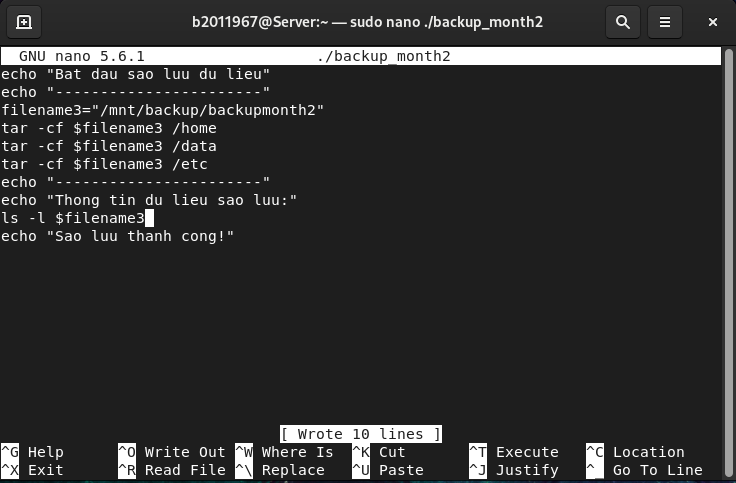 b2011967@Server:~ — sudo nano ./backup_month2
GNU nano 5.6.1 ./backup_month2
echo "Bat dau sao luu du lieu"
echo "-----------------------"
filename3="/mnt/backup/backupmonth2"
tar -cf $filename3 /home
tar -cf $filename3 /data
tar -cf $filename3 /etc
echo "-----------------------"
echo "Thong tin du lieu sao luu:"
ls -l $filename3
echo "Sao luu thanh cong!"
[ Wrote 10 lines ]
^G Help ^O Write Out ^W Where Is ^K Cut ^T Execute ^C Location
^X Exit ^R Read File ^\ Replace ^U Paste ^J Justify ^_ Go To Line